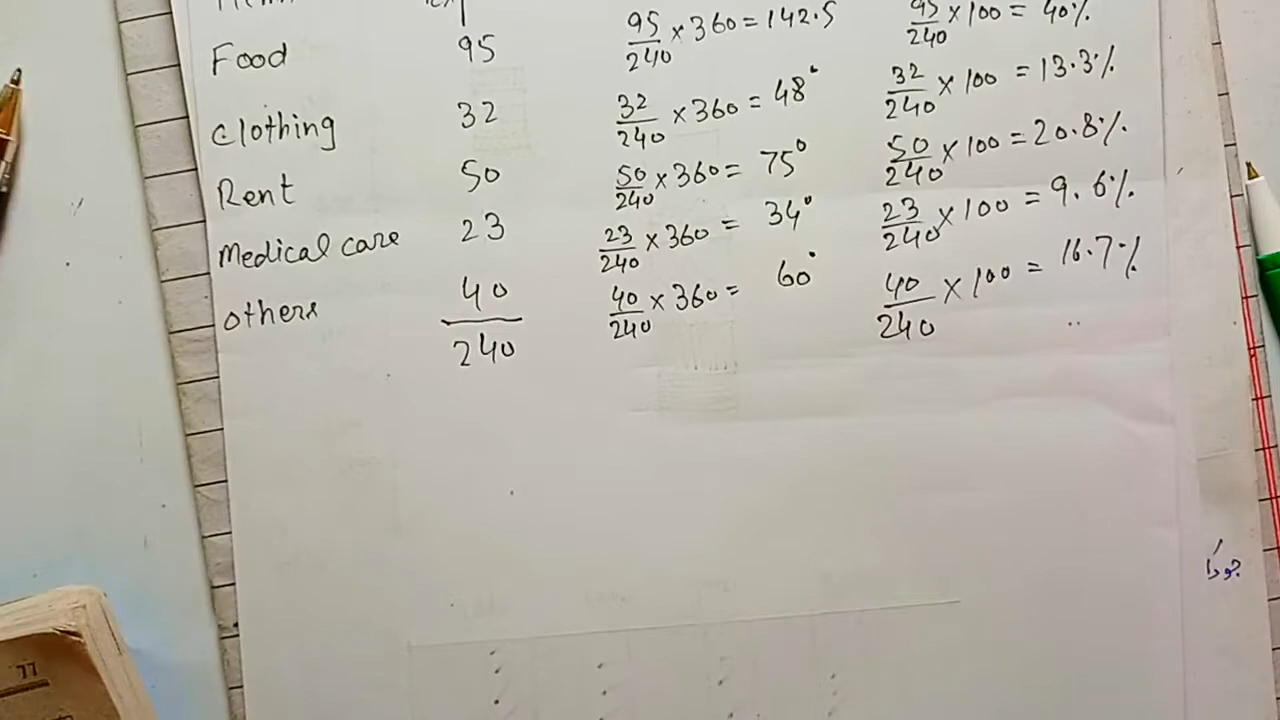 Food 95 95/240 × 360 = 142.5 95/240 × 100 = 40%
Clothing 32 32/240 × 360 = 48° 32/240 × 100 = 13.3%
Rent 50 50/240 × 360 = 75° 50/240 × 100 = 20.8%
Medical care 23 23/240 × 360 = 34° 23/240 × 100 = 9.6%
others 40 40/240 × 360 = 60° 40/240 × 100 = 16.7%
240
77